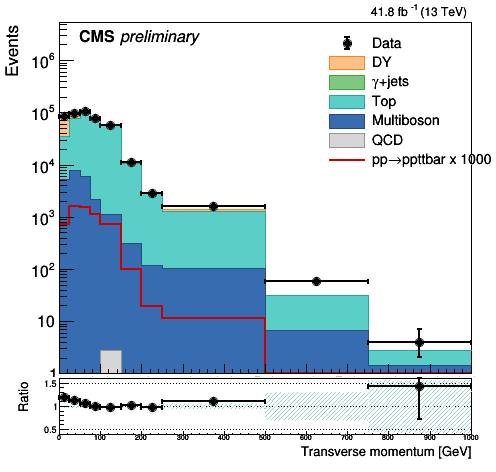 41.8 fb⁻¹ (13 TeV)
CMS preliminary
Events
10⁶
10⁵
10⁴
10³
10²
10
1
Data
DY
γ+jets
Top
Multiboson
QCD
pp→ppttbar x 1000
Ratio
1.5
1
0.5
0 100 200 300 400 500 600 700 800 900 1000
Transverse momentum [GeV]